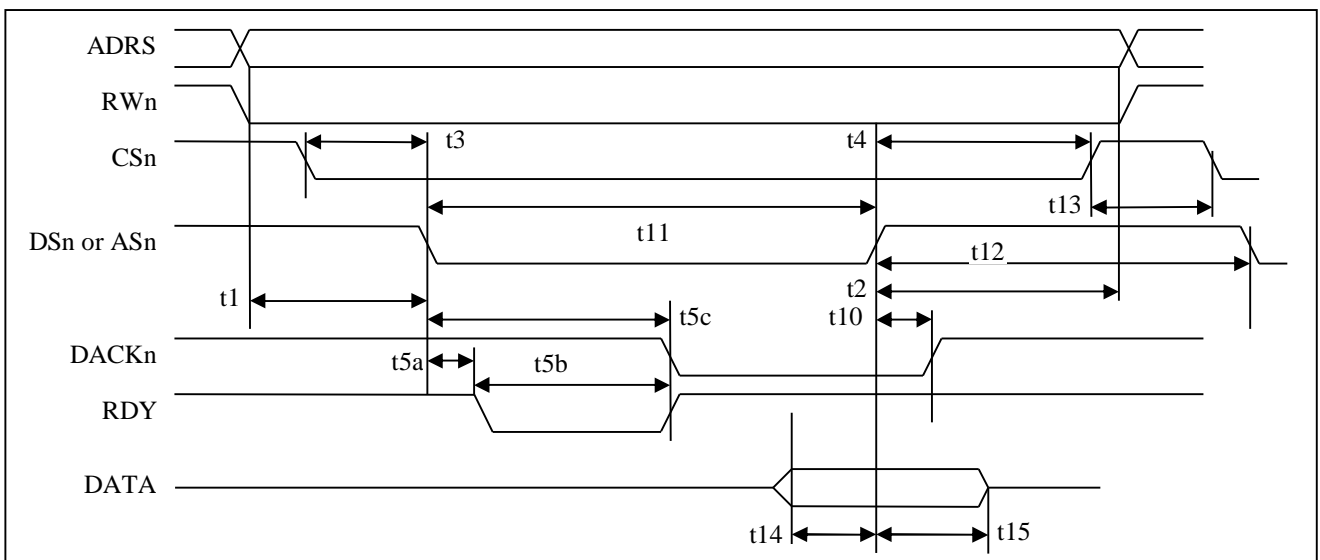 ADRS
RWn
t3
t4
CSn
t13
t11
DSn or ASn
t12
t1
t2
t5c
t10
DACKn
t5a
t5b
RDY
DATA
t14
t15